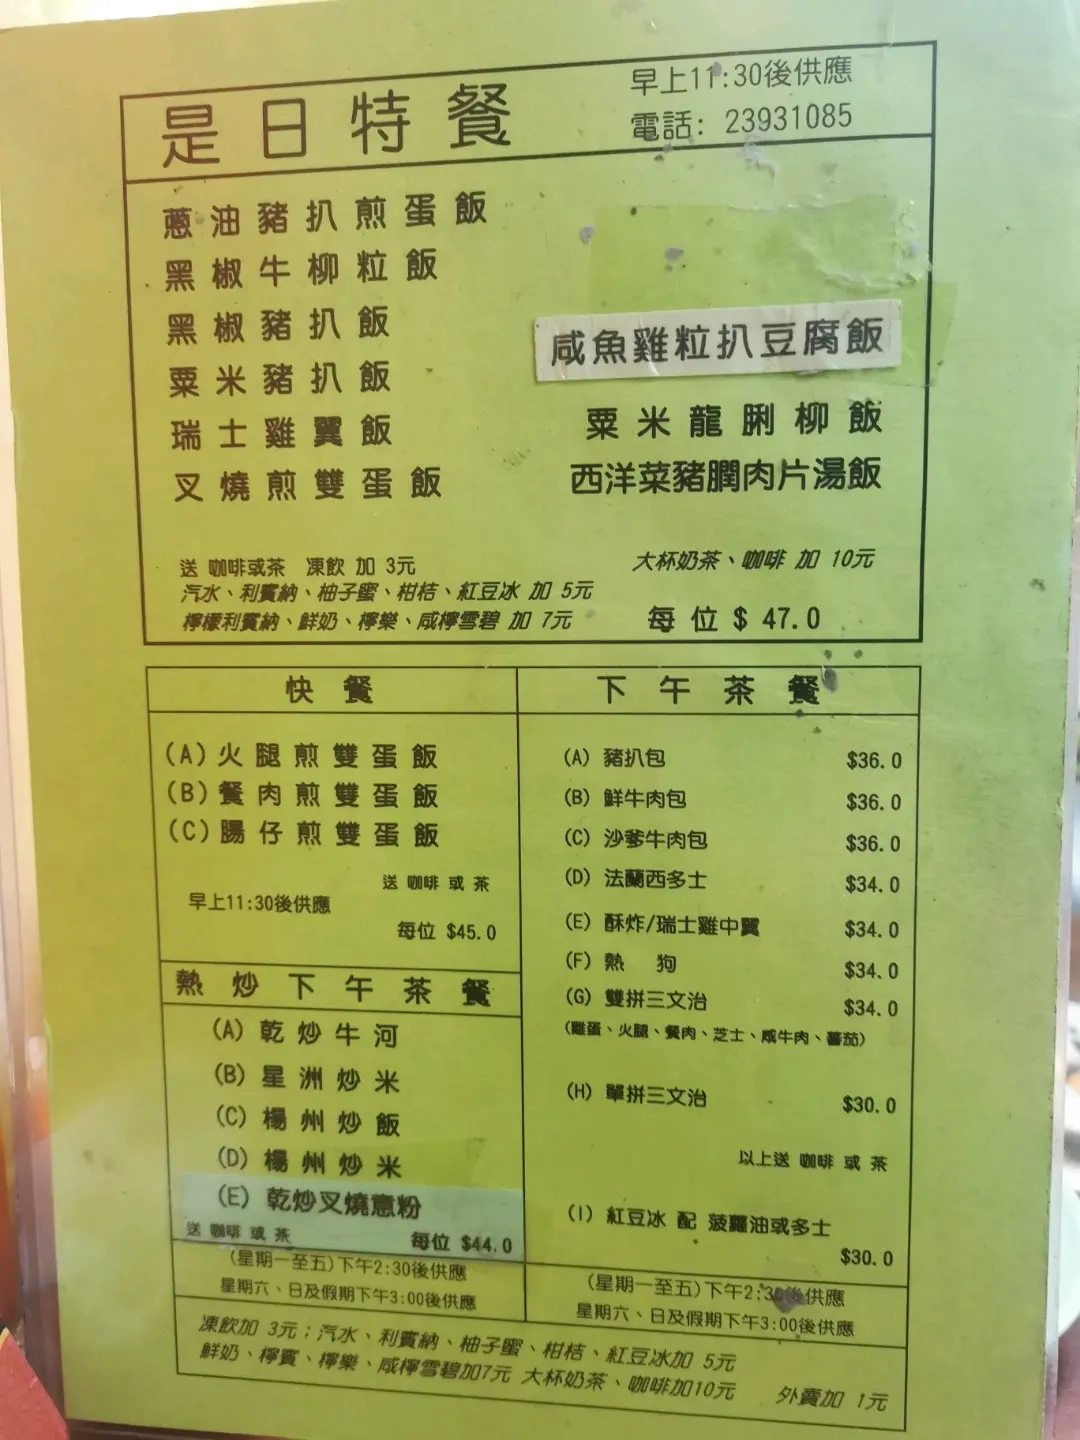 是日特餐
早上11:30後供應
電話: 23931085
蔥油豬扒煎蛋飯
黑椒牛柳粒飯
黑椒豬扒飯
粟米豬扒飯
瑞士雞翼飯
叉燒煎雙蛋飯
咸魚雞粒扒豆腐飯
粟米龍脷柳飯
西洋菜豬膶肉片湯飯
送 咖啡或茶 凍飲 加 3元
汽水、利賓納、柚子蜜、柑桔、紅豆冰 加 5元
檸檬利賓納、鮮奶、檸樂、咸檸雪碧 加 7元
大杯奶茶、咖啡 加 10元
每位 $ 47.0
快餐
(A) 火腿煎雙蛋飯
(B) 餐肉煎雙蛋飯
(C) 腸仔煎雙蛋飯
送 咖啡 或 茶
早上11:30後供應
每位 $45.0
熱炒下午茶餐
(A) 乾炒牛河
(B) 星洲炒米
(C) 楊州炒飯
(D) 楊州炒米
(E) 乾炒叉燒意粉
送 咖啡 或 茶 每位 $44.0
(星期一至五)下午2:30後供應
星期六、日及假期下午3:00後供應
下午茶餐
(A) 豬扒包 $36.0
(B) 鮮牛肉包 $36.0
(C) 沙爹牛肉包 $36.0
(D) 法蘭西多士 $34.0
(E) 酥炸/瑞士雞中翼 $34.0
(F) 熱 狗 $34.0
(G) 雙拼三文治 $34.0
(雞蛋、火腿、餐肉、芝士、咸牛肉、蕃茄)
(H) 單拼三文治 $30.0
以上送 咖啡 或 茶
(I) 紅豆冰 配 菠蘿油或多士
$30.0
(星期一至五)下午2:30後供應
星期六、日及假期下午3:00後供應
凍飲加 3元；汽水、利賓納、柚子蜜、柑桔、紅豆冰加 5元
鮮奶、檸賓、檸樂、咸檸雪碧加7元 大杯奶茶、咖啡加10元 外賣加 1元